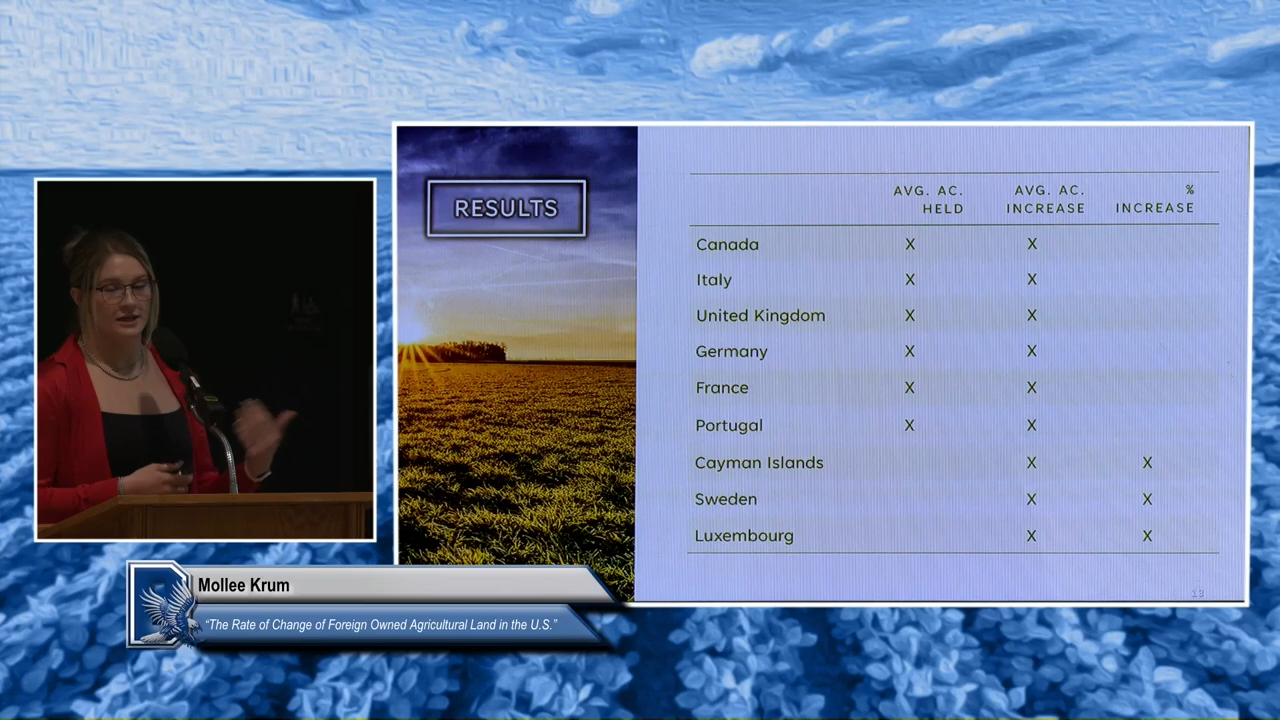 RESULTS
AVG. AC. HELD AVG. AC. INCREASE % INCREASE
Canada X X
Italy X X
United Kingdom X X
Germany X X
France X X
Portugal X X
Cayman Islands X X
Sweden X X
Luxembourg X X
13
Mollee Krum
“The Rate of Change of Foreign Owned Agricultural Land in the U.S.”